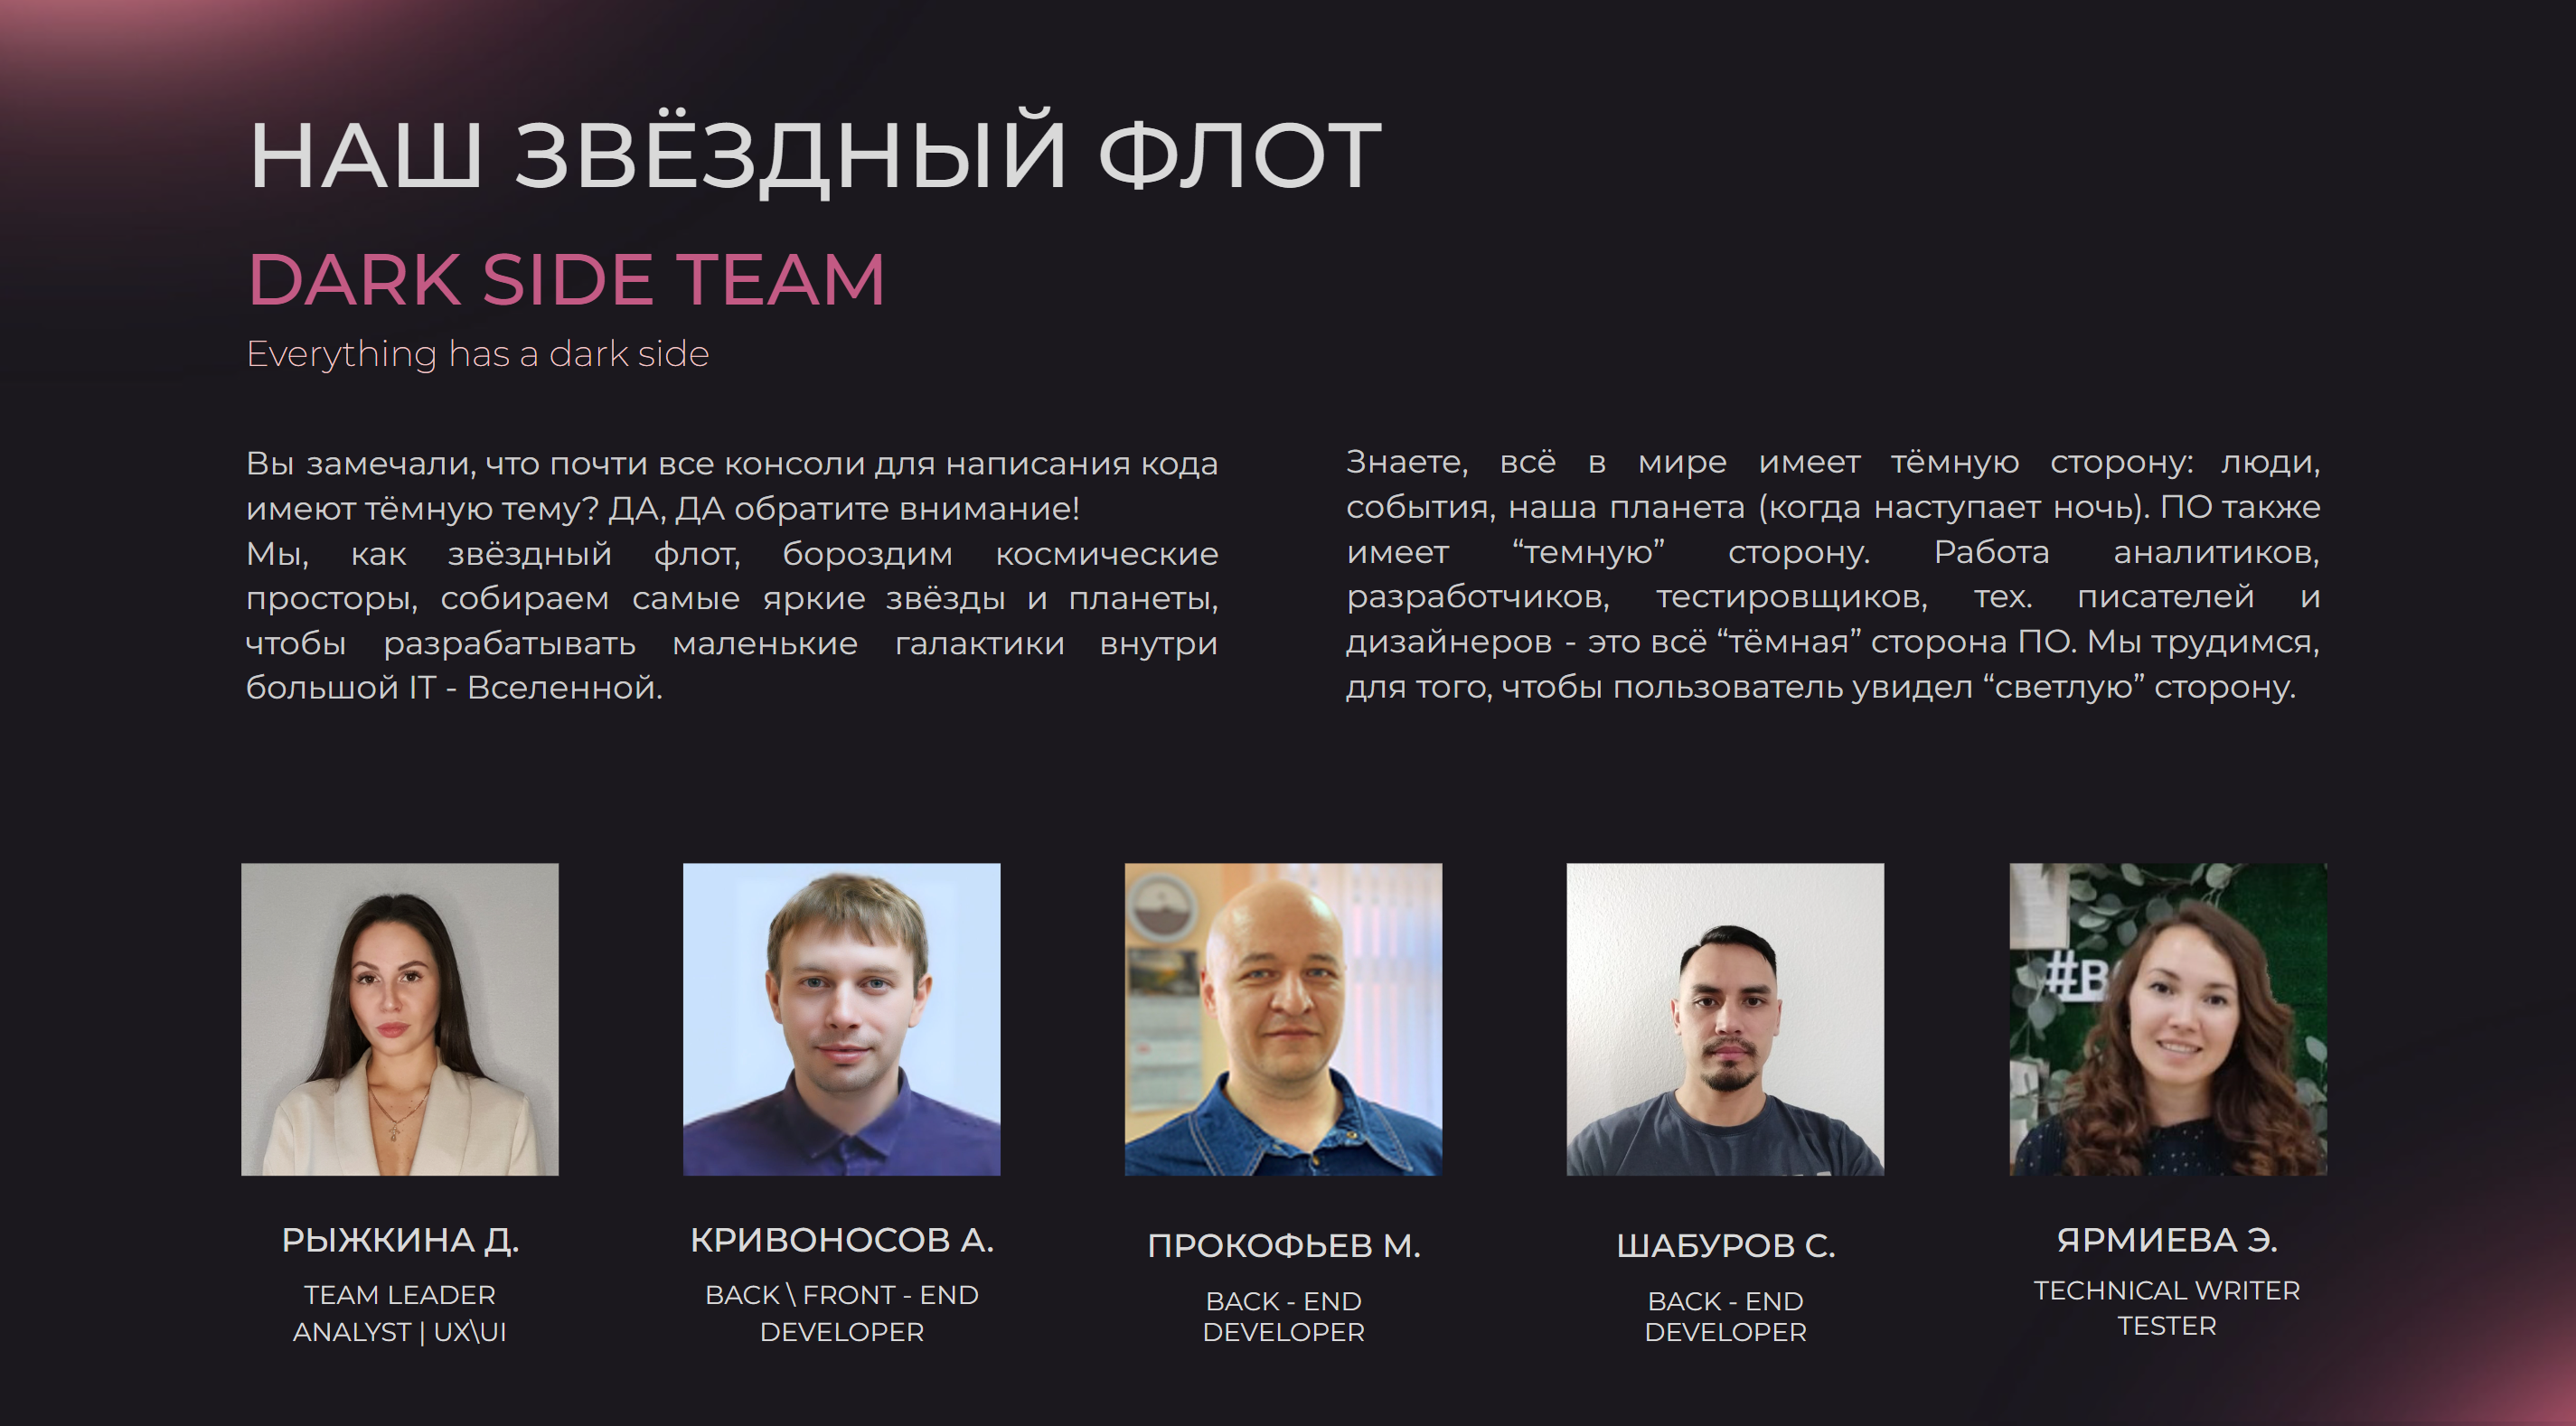 НАШ ЗВЁЗДНЫЙ ФЛОТ
DARK SIDE TEAM
Everything has a dark side
Вы замечали, что почти все консоли для написания кода
имеют тёмную тему? ДА, ДА обратите внимание!
Мы, как звёздный флот, бороздим космические
просторы, собираем самые яркие звёзды и планеты,
чтобы разрабатывать маленькие галактики внутри
большой IT - Вселенной.
Знаете, всё в мире имеет тёмную сторону: люди,
события, наша планета (когда наступает ночь). ПО также
имеет “темную” сторону. Работа аналитиков,
разработчиков, тестировщиков, тех. писателей и
дизайнеров - это всё “тёмная” сторона ПО. Мы трудимся,
для того, чтобы пользователь увидел “светлую” сторону.
#В
РЫЖКИНА Д.
TEAM LEADER
ANALYST | UX\UI
КРИВОНОСОВ А.
BACK \ FRONT - END
DEVELOPER
ПРОКОФЬЕВ М.
BACK - END
DEVELOPER
ШАБУРОВ С.
BACK - END
DEVELOPER
ЯРМИЕВА Э.
TECHNICAL WRITER
TESTER